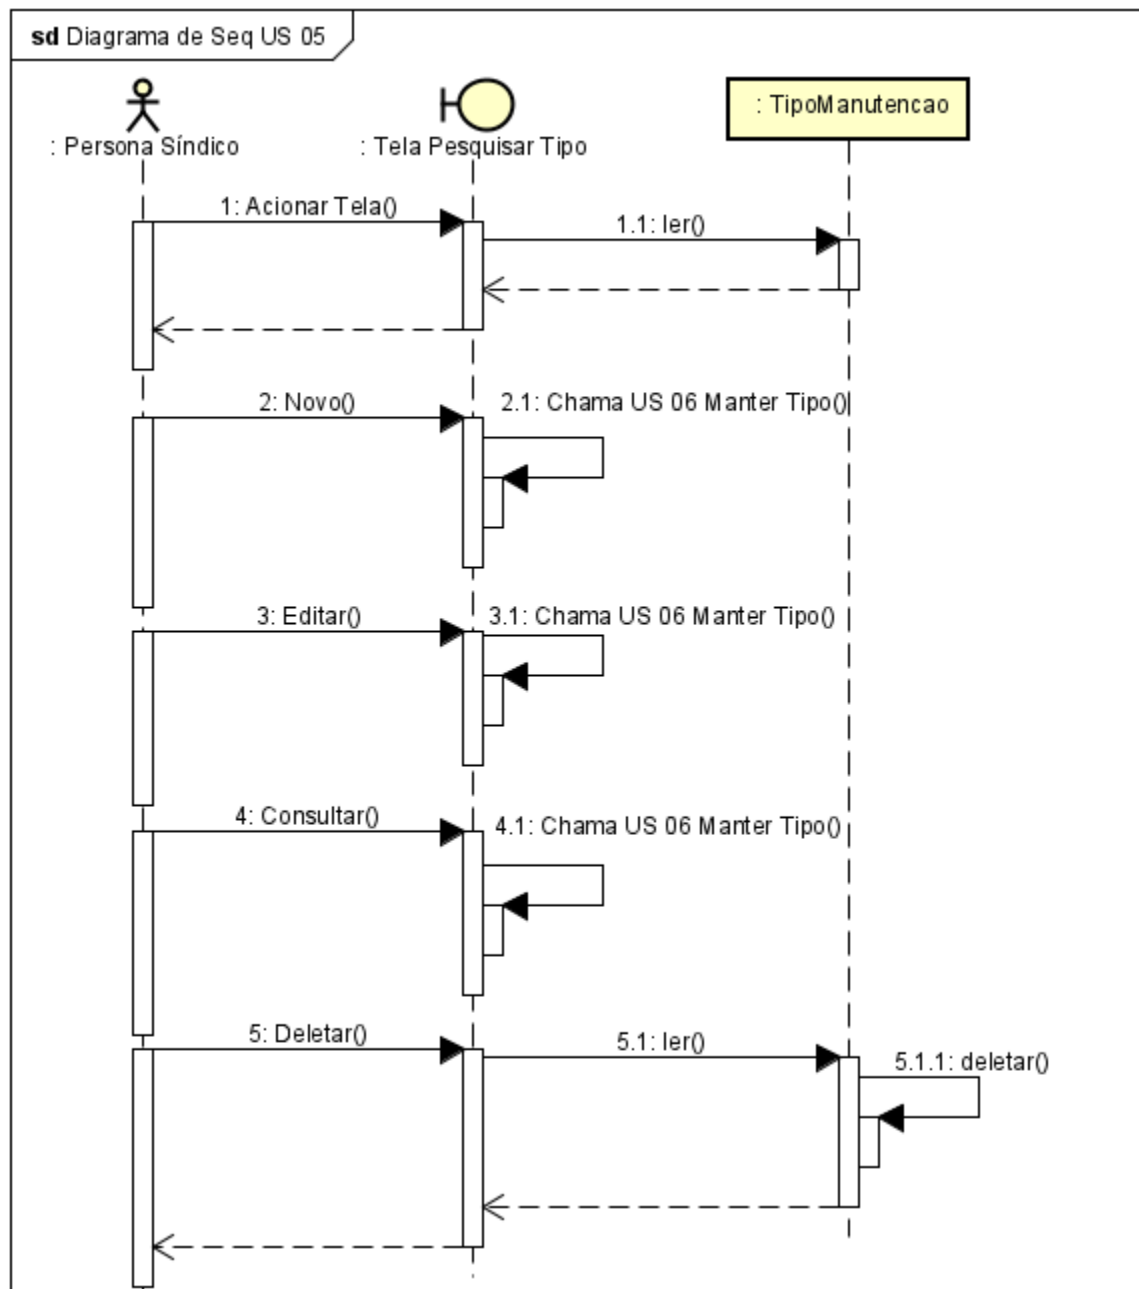 sd Diagrama de Seq US 05
: Persona Síndico
: Tela Pesquisar Tipo
: TipoManutencao
1: Acionar Tela()
1.1: ler()
2: Novo()
2.1: Chama US 06 Manter Tipo()
3: Editar()
3.1: Chama US 06 Manter Tipo()
4: Consultar()
4.1: Chama US 06 Manter Tipo()
5: Deletar()
5.1: ler()
5.1.1: deletar()